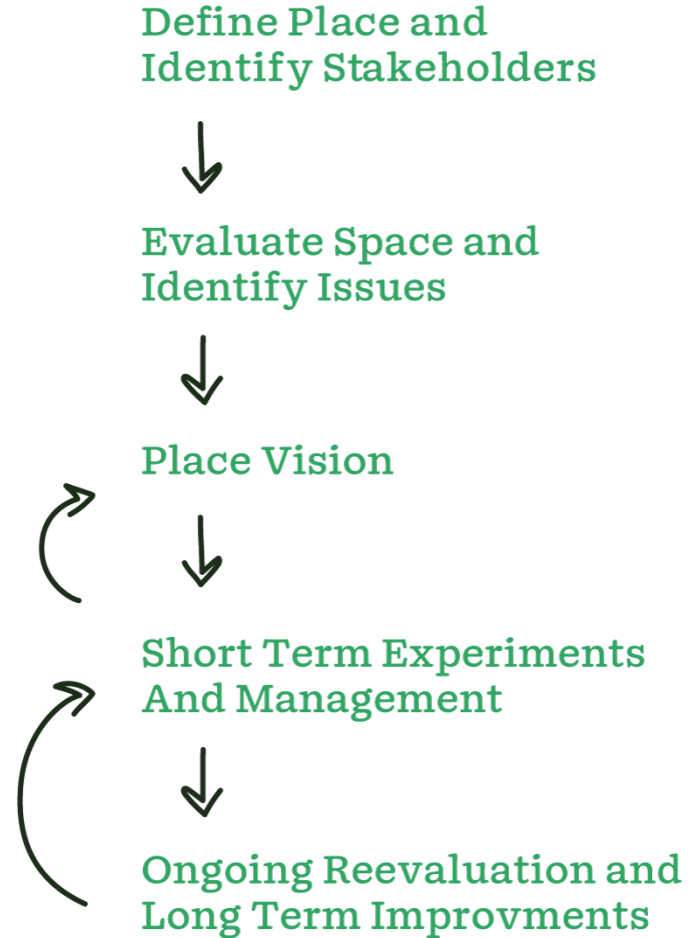 Define Place and
Identify Stakeholders
Evaluate Space and
Identify Issues
Place Vision
Short Term Experiments
And Management
Ongoing Reevaluation and
Long Term Improvments